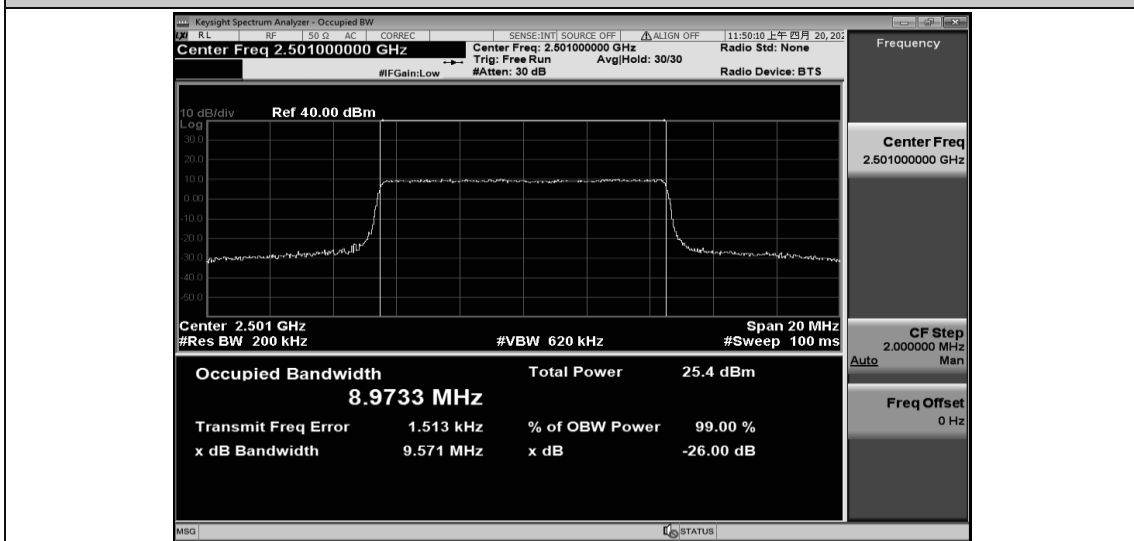 Keysight Spectrum Analyzer - Occupied BW
LXI RL RF 50 Ω AC CORREC SENSE:INT SOURCE OFF ALIGN OFF 11:50:10 上午 四月 20, 202
Center Freq 2.501000000 GHz
Center Freq: 2.501000000 GHz
Radio Std: None
Trig: Free Run Avg|Hold: 30/30
#IFGain:Low #Atten: 30 dB Radio Device: BTS
Frequency
10 dB/div Ref 40.00 dBm
Log
30.0
20.0
10.0
0.00
-10.0
-20.0
-30.0
-40.0
-50.0
Center 2.501 GHz Span 20 MHz
#Res BW 200 kHz #VBW 620 kHz #Sweep 100 ms
Occupied Bandwidth
8.9733 MHz
Total Power 25.4 dBm
Transmit Freq Error 1.513 kHz % of OBW Power 99.00 %
x dB Bandwidth 9.571 MHz x dB -26.00 dB
Center Freq
2.501000000 GHz
CF Step
2.000000 MHz
Auto Man
Freq Offset
0 Hz
MSG STATUS